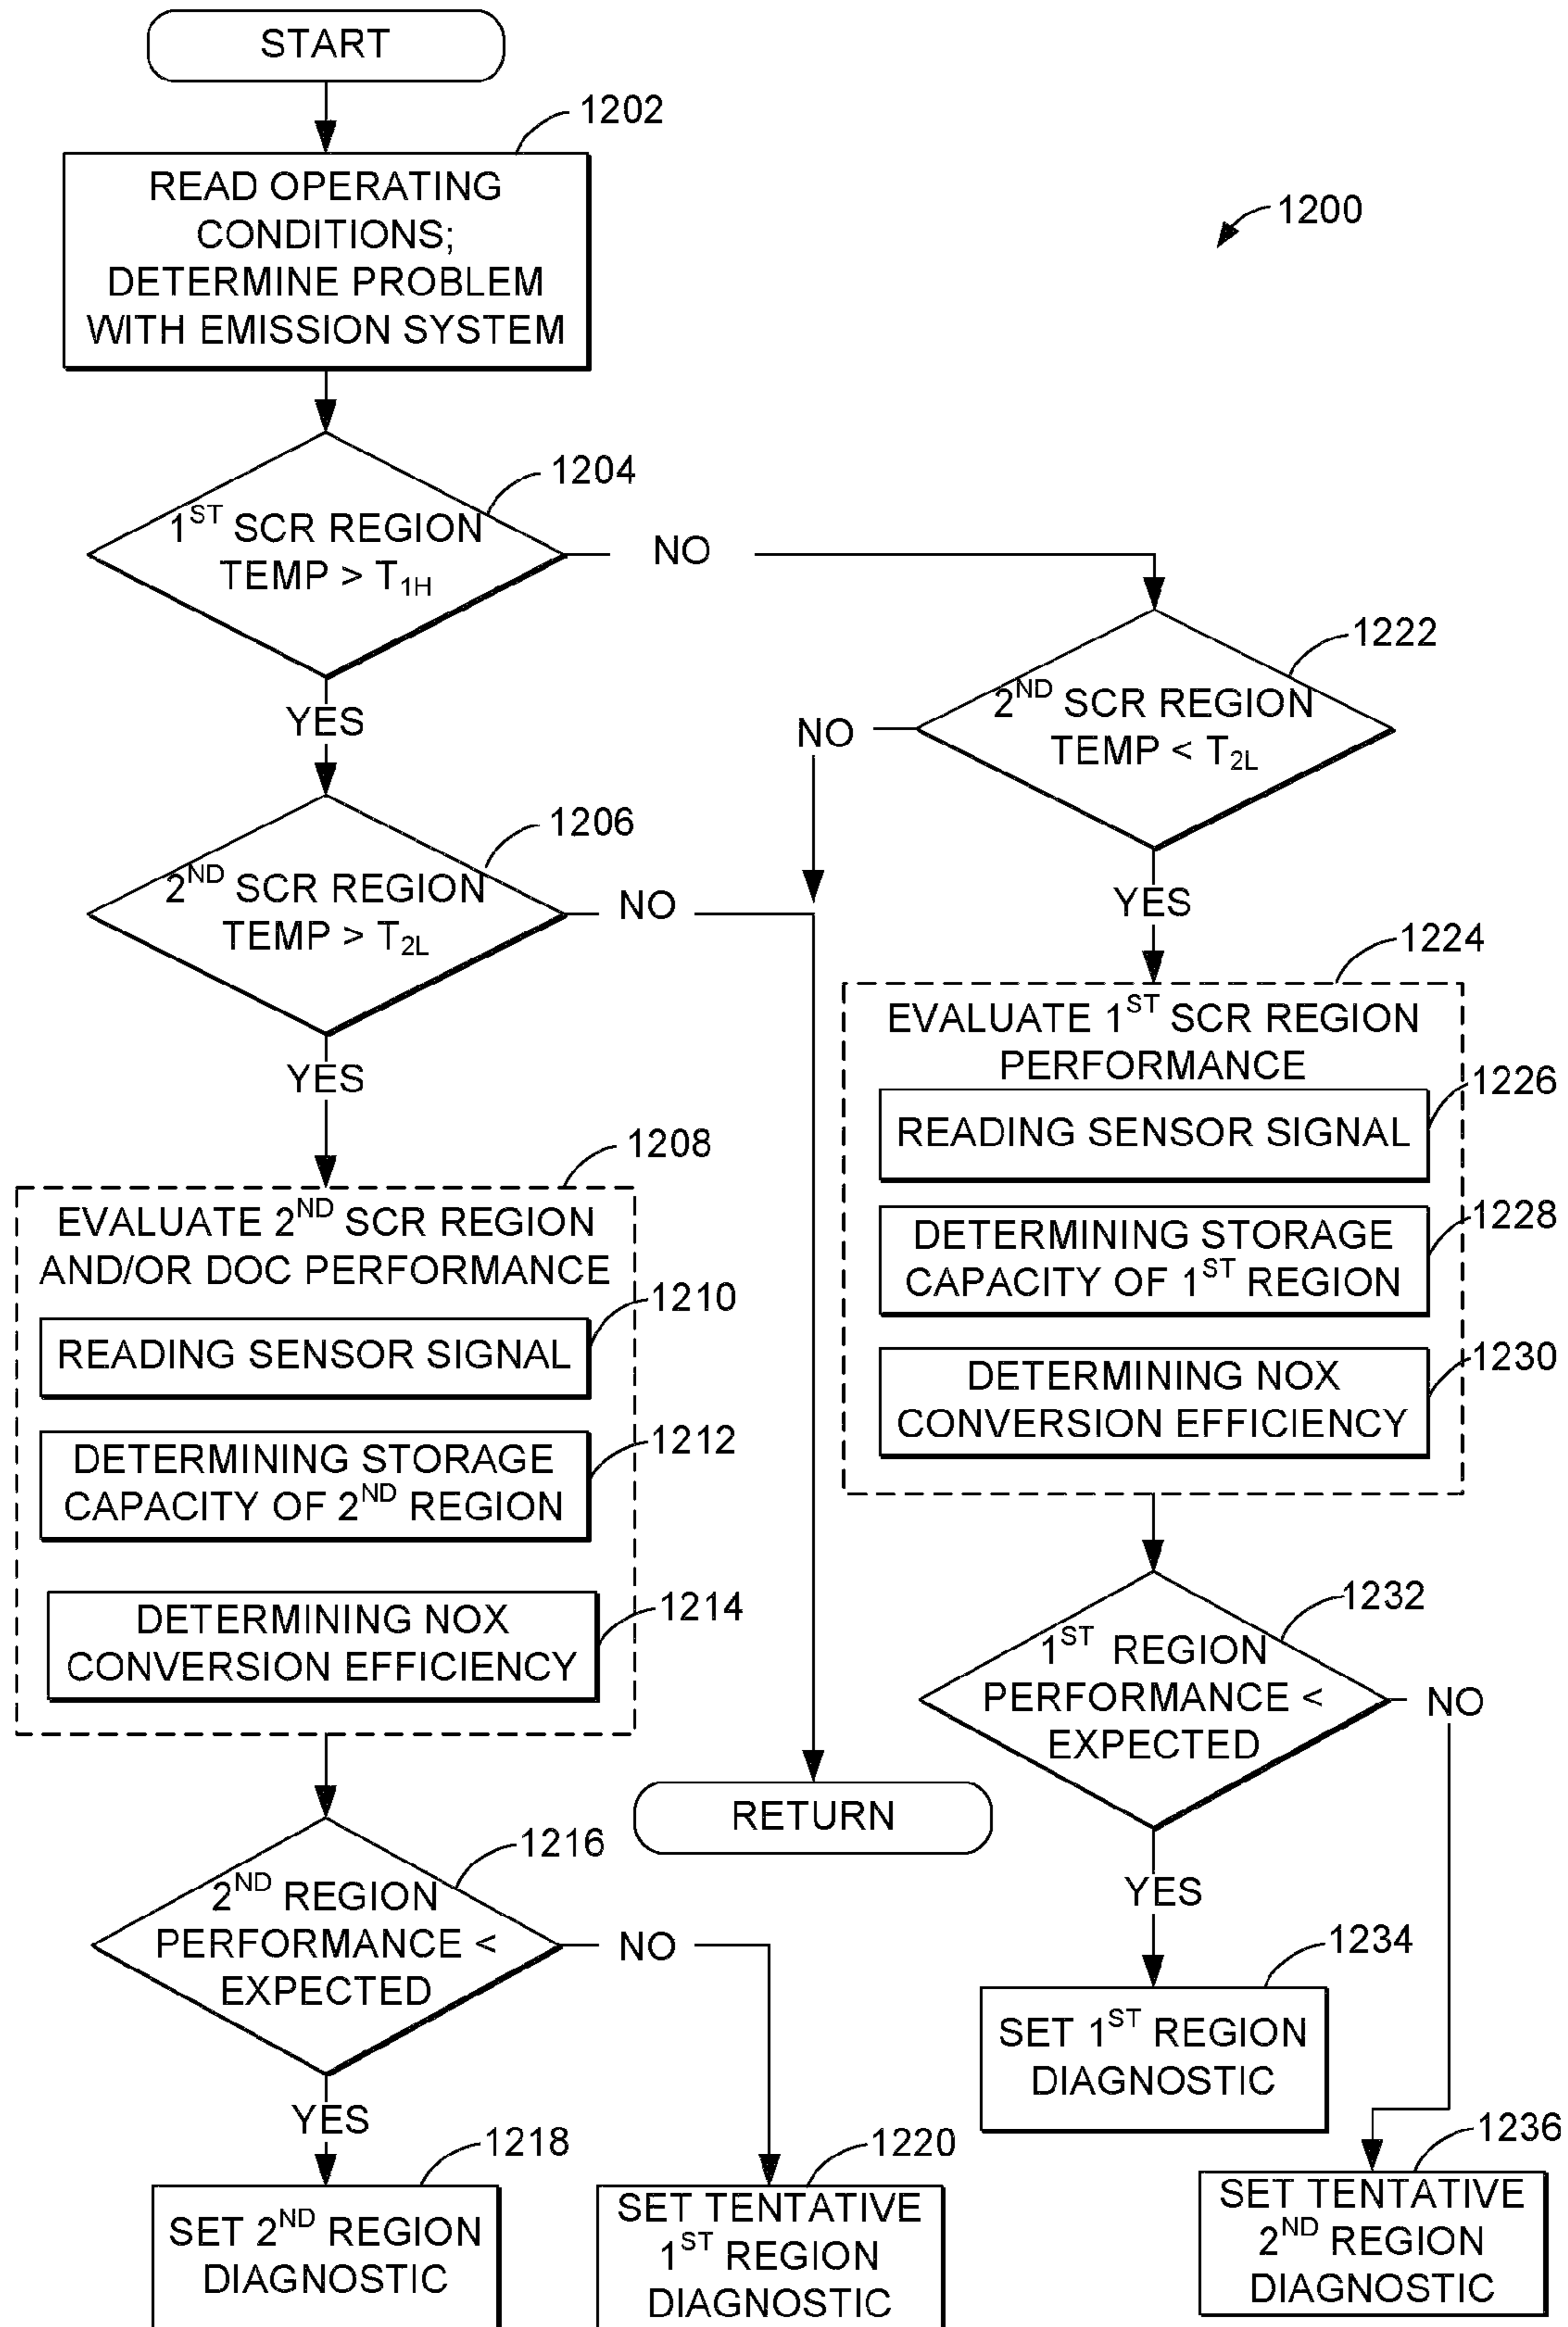 START
1202
READ OPERATING
CONDITIONS;
DETERMINE PROBLEM
WITH EMISSION SYSTEM
1200
1204
1ST SCR REGION
TEMP > T1H
NO
YES
1222
2ND SCR REGION
TEMP < T2L
NO
YES
1206
2ND SCR REGION
TEMP > T2L
NO
YES
1224
EVALUATE 1ST SCR REGION
PERFORMANCE
1226
READING SENSOR SIGNAL
1228
DETERMINING STORAGE
CAPACITY OF 1ST REGION
1230
DETERMINING NOX
CONVERSION EFFICIENCY
1208
EVALUATE 2ND SCR REGION
AND/OR DOC PERFORMANCE
1210
READING SENSOR SIGNAL
1212
DETERMINING STORAGE
CAPACITY OF 2ND REGION
1214
DETERMINING NOX
CONVERSION EFFICIENCY
1232
1ST REGION
PERFORMANCE <
EXPECTED
NO
YES
RETURN
1216
2ND REGION
PERFORMANCE <
EXPECTED
NO
YES
1234
SET 1ST REGION
DIAGNOSTIC
1218
SET 2ND REGION
DIAGNOSTIC
1220
SET TENTATIVE
1ST REGION
DIAGNOSTIC
1236
SET TENTATIVE
2ND REGION
DIAGNOSTIC